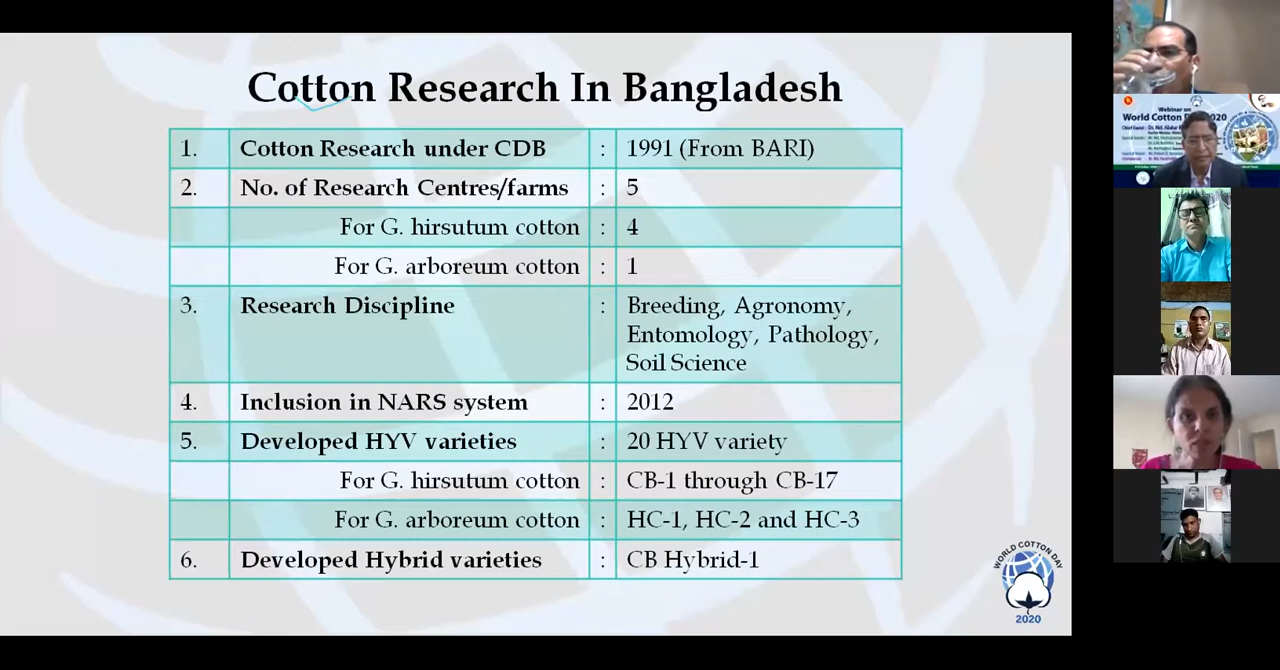 Cotton Research In Bangladesh
1. Cotton Research under CDB : 1991 (From BARI)
2. No. of Research Centres/farms : 5
For G. hirsutum cotton : 4
For G. arboreum cotton : 1
3. Research Discipline : Breeding, Agronomy,
Entomology, Pathology,
Soil Science
4. Inclusion in NARS system : 2012
5. Developed HYV varieties : 20 HYV variety
For G. hirsutum cotton : CB-1 through CB-17
For G. arboreum cotton : HC-1, HC-2 and HC-3
6. Developed Hybrid varieties : CB Hybrid-1
WORLD COTTON DAY
2020
Webinar on
World Cotton 2020